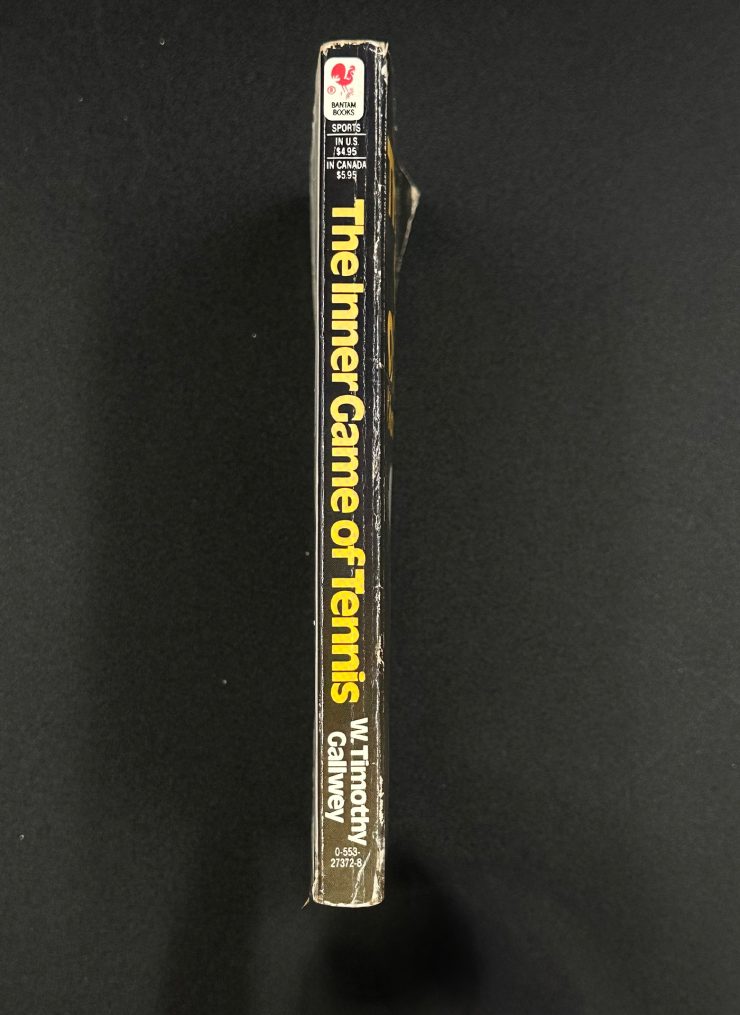 ®
BANTAM
BOOKS
SPORTS
IN U.S.
$4.95
IN CANADA
$5.95
The Inner Game of Tennis
W. Timothy
Gallwey
0-553-
27372-8